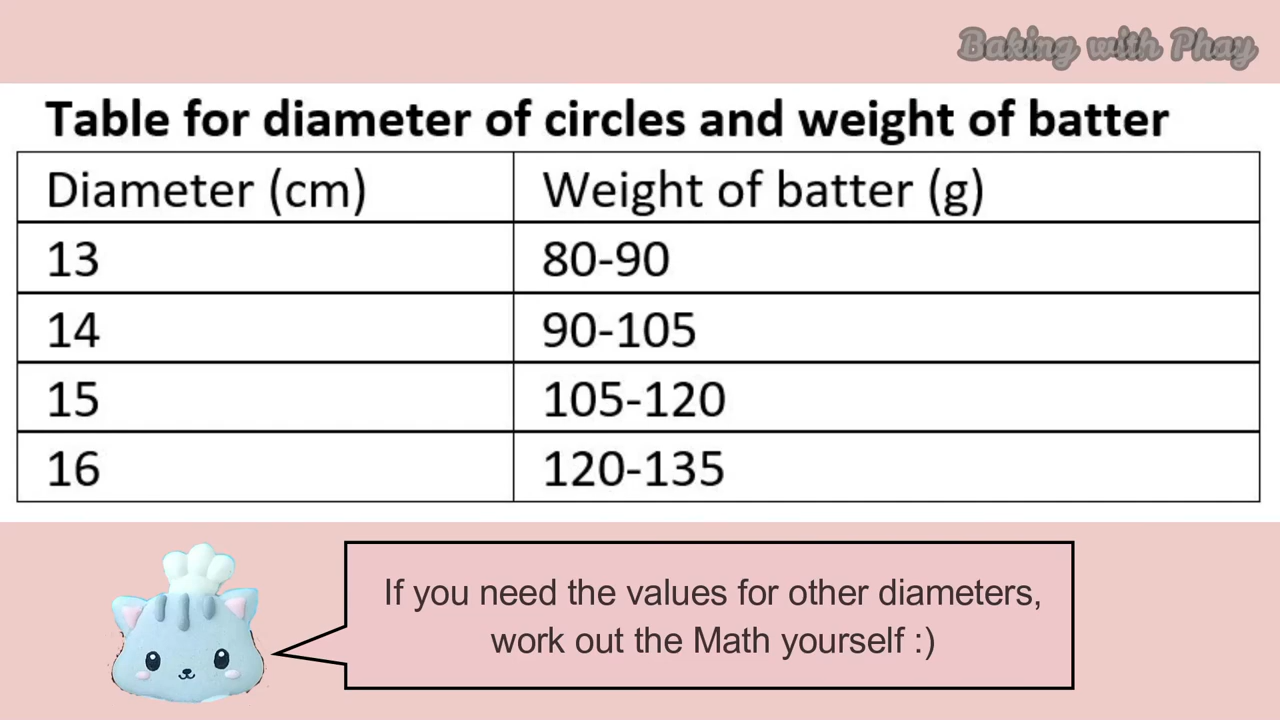 Baking with Phay
Table for diameter of circles and weight of batter
Diameter (cm) Weight of batter (g)
13 80-90
14 90-105
15 105-120
16 120-135
If you need the values for other diameters,
work out the Math yourself :)